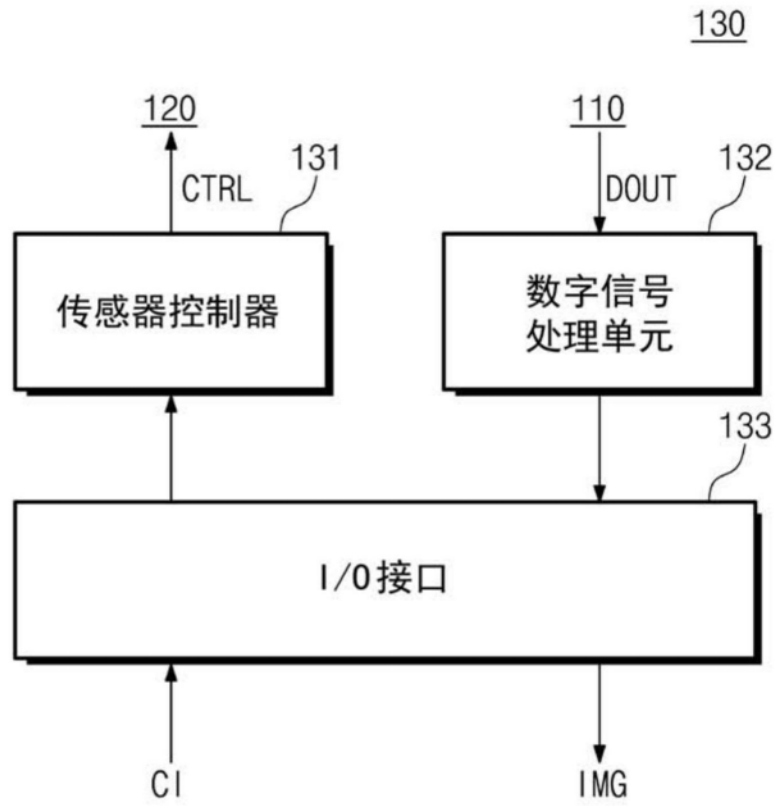 130
120
110
CTRL
131
DOUT
132
传感器控制器
数字信号
处理单元
133
I/O接口
CI
IMG